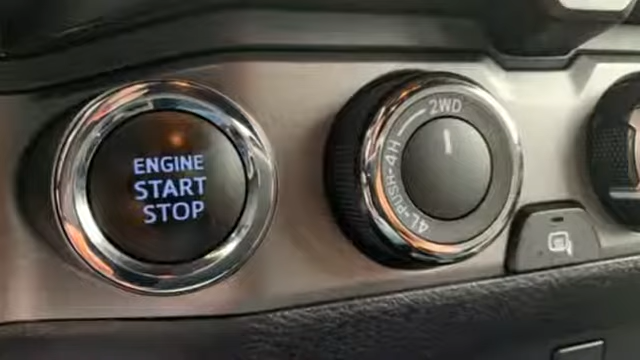 ENGINE
START
STOP
2WD
4H
4L-PUSH-